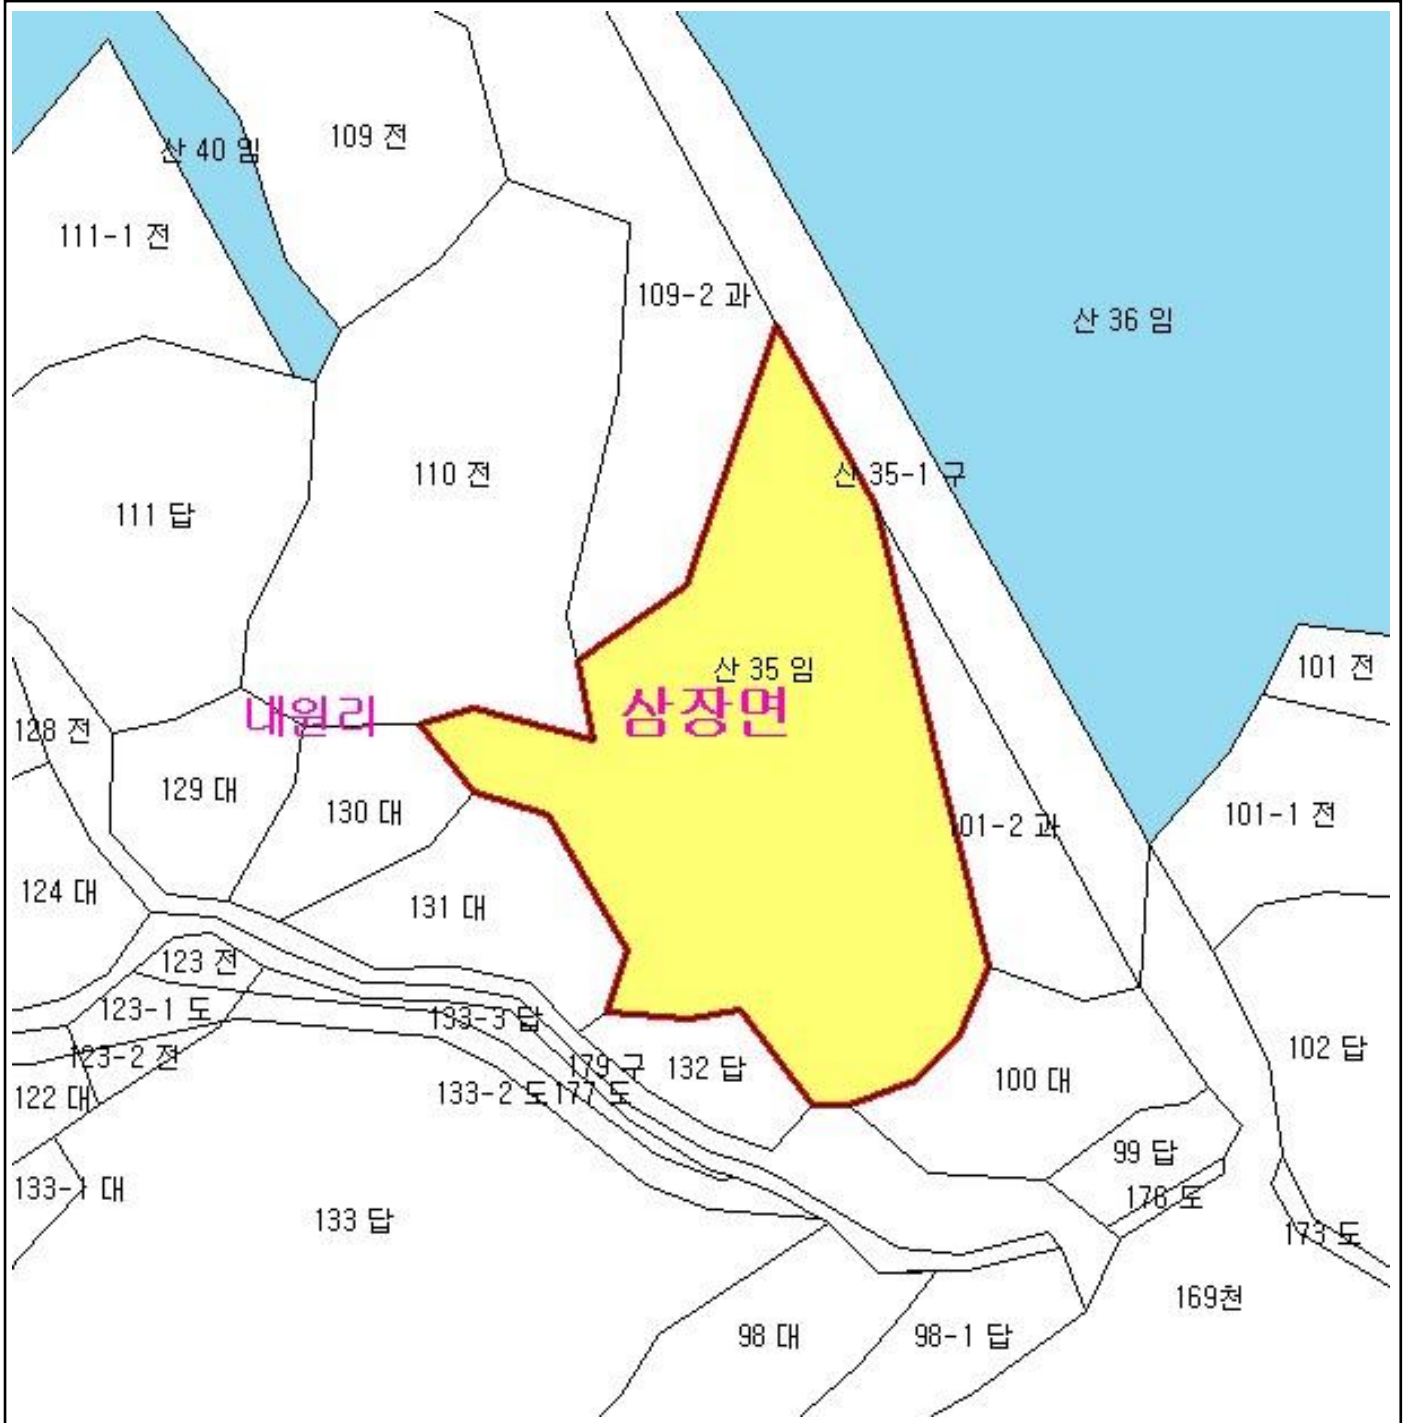 109 전
산 40 임
111-1 전
109-2 과
산 36 임
110 전
산 35-1 구
111 답
산 35 임
101 전
내원리
삼장면
128 전
129 대
130 대
101-2 과
101-1 전
124 대
131 대
123 전
123-1 도
133-3 답
102 답
123-2 전
179 구
132 답
100 대
122 대
133-2 도
177 도
99 답
133-1 대
176 도
133 답
173 도
169천
98 대
98-1 답